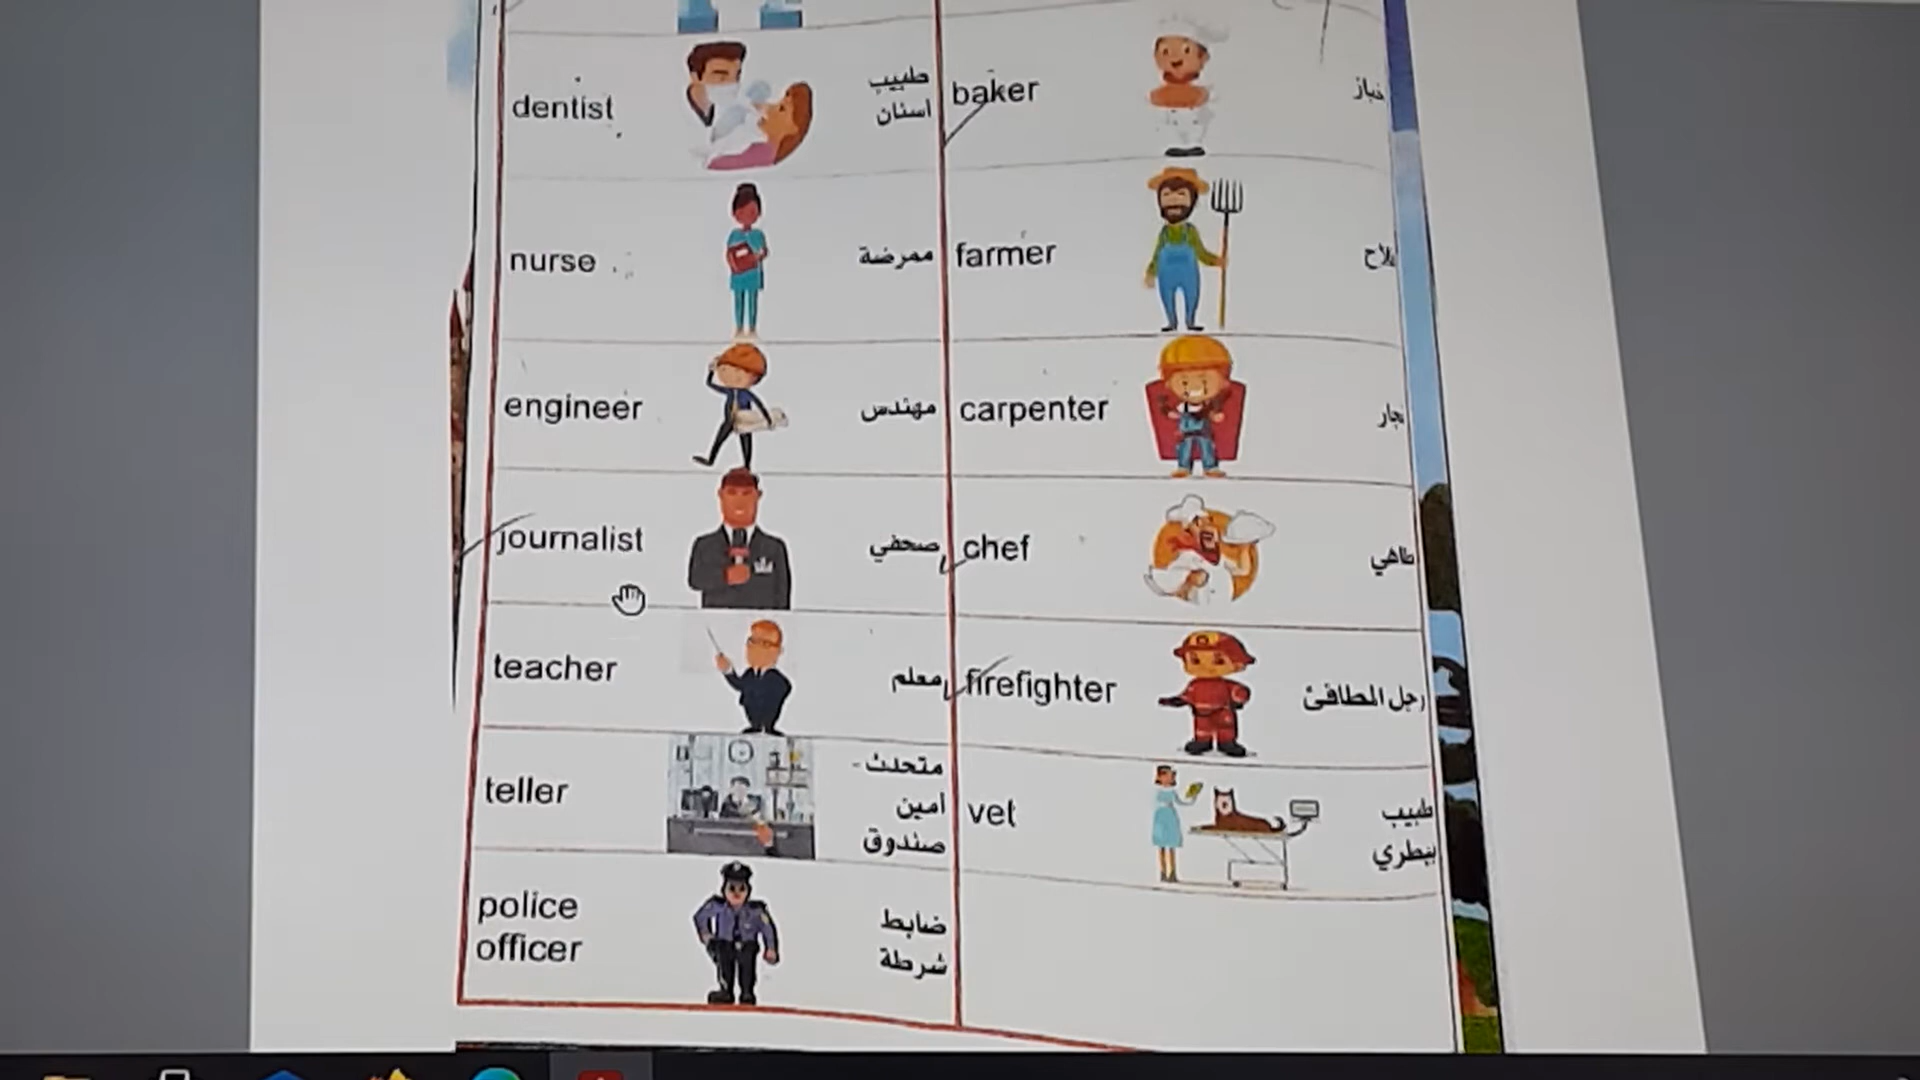 dentist
طبيب
اسنان
baker
خباز
nurse
ممرضة
farmer
engineer
مهندس
carpenter
نجار
journalist
صحفي
chef
طاهي
teacher
معلم
firefighter
رجل المطافئ
teller
متحدث -
امين
صندوق
vet
طبيب
بيطري
police
officer
ضابط
شرطة